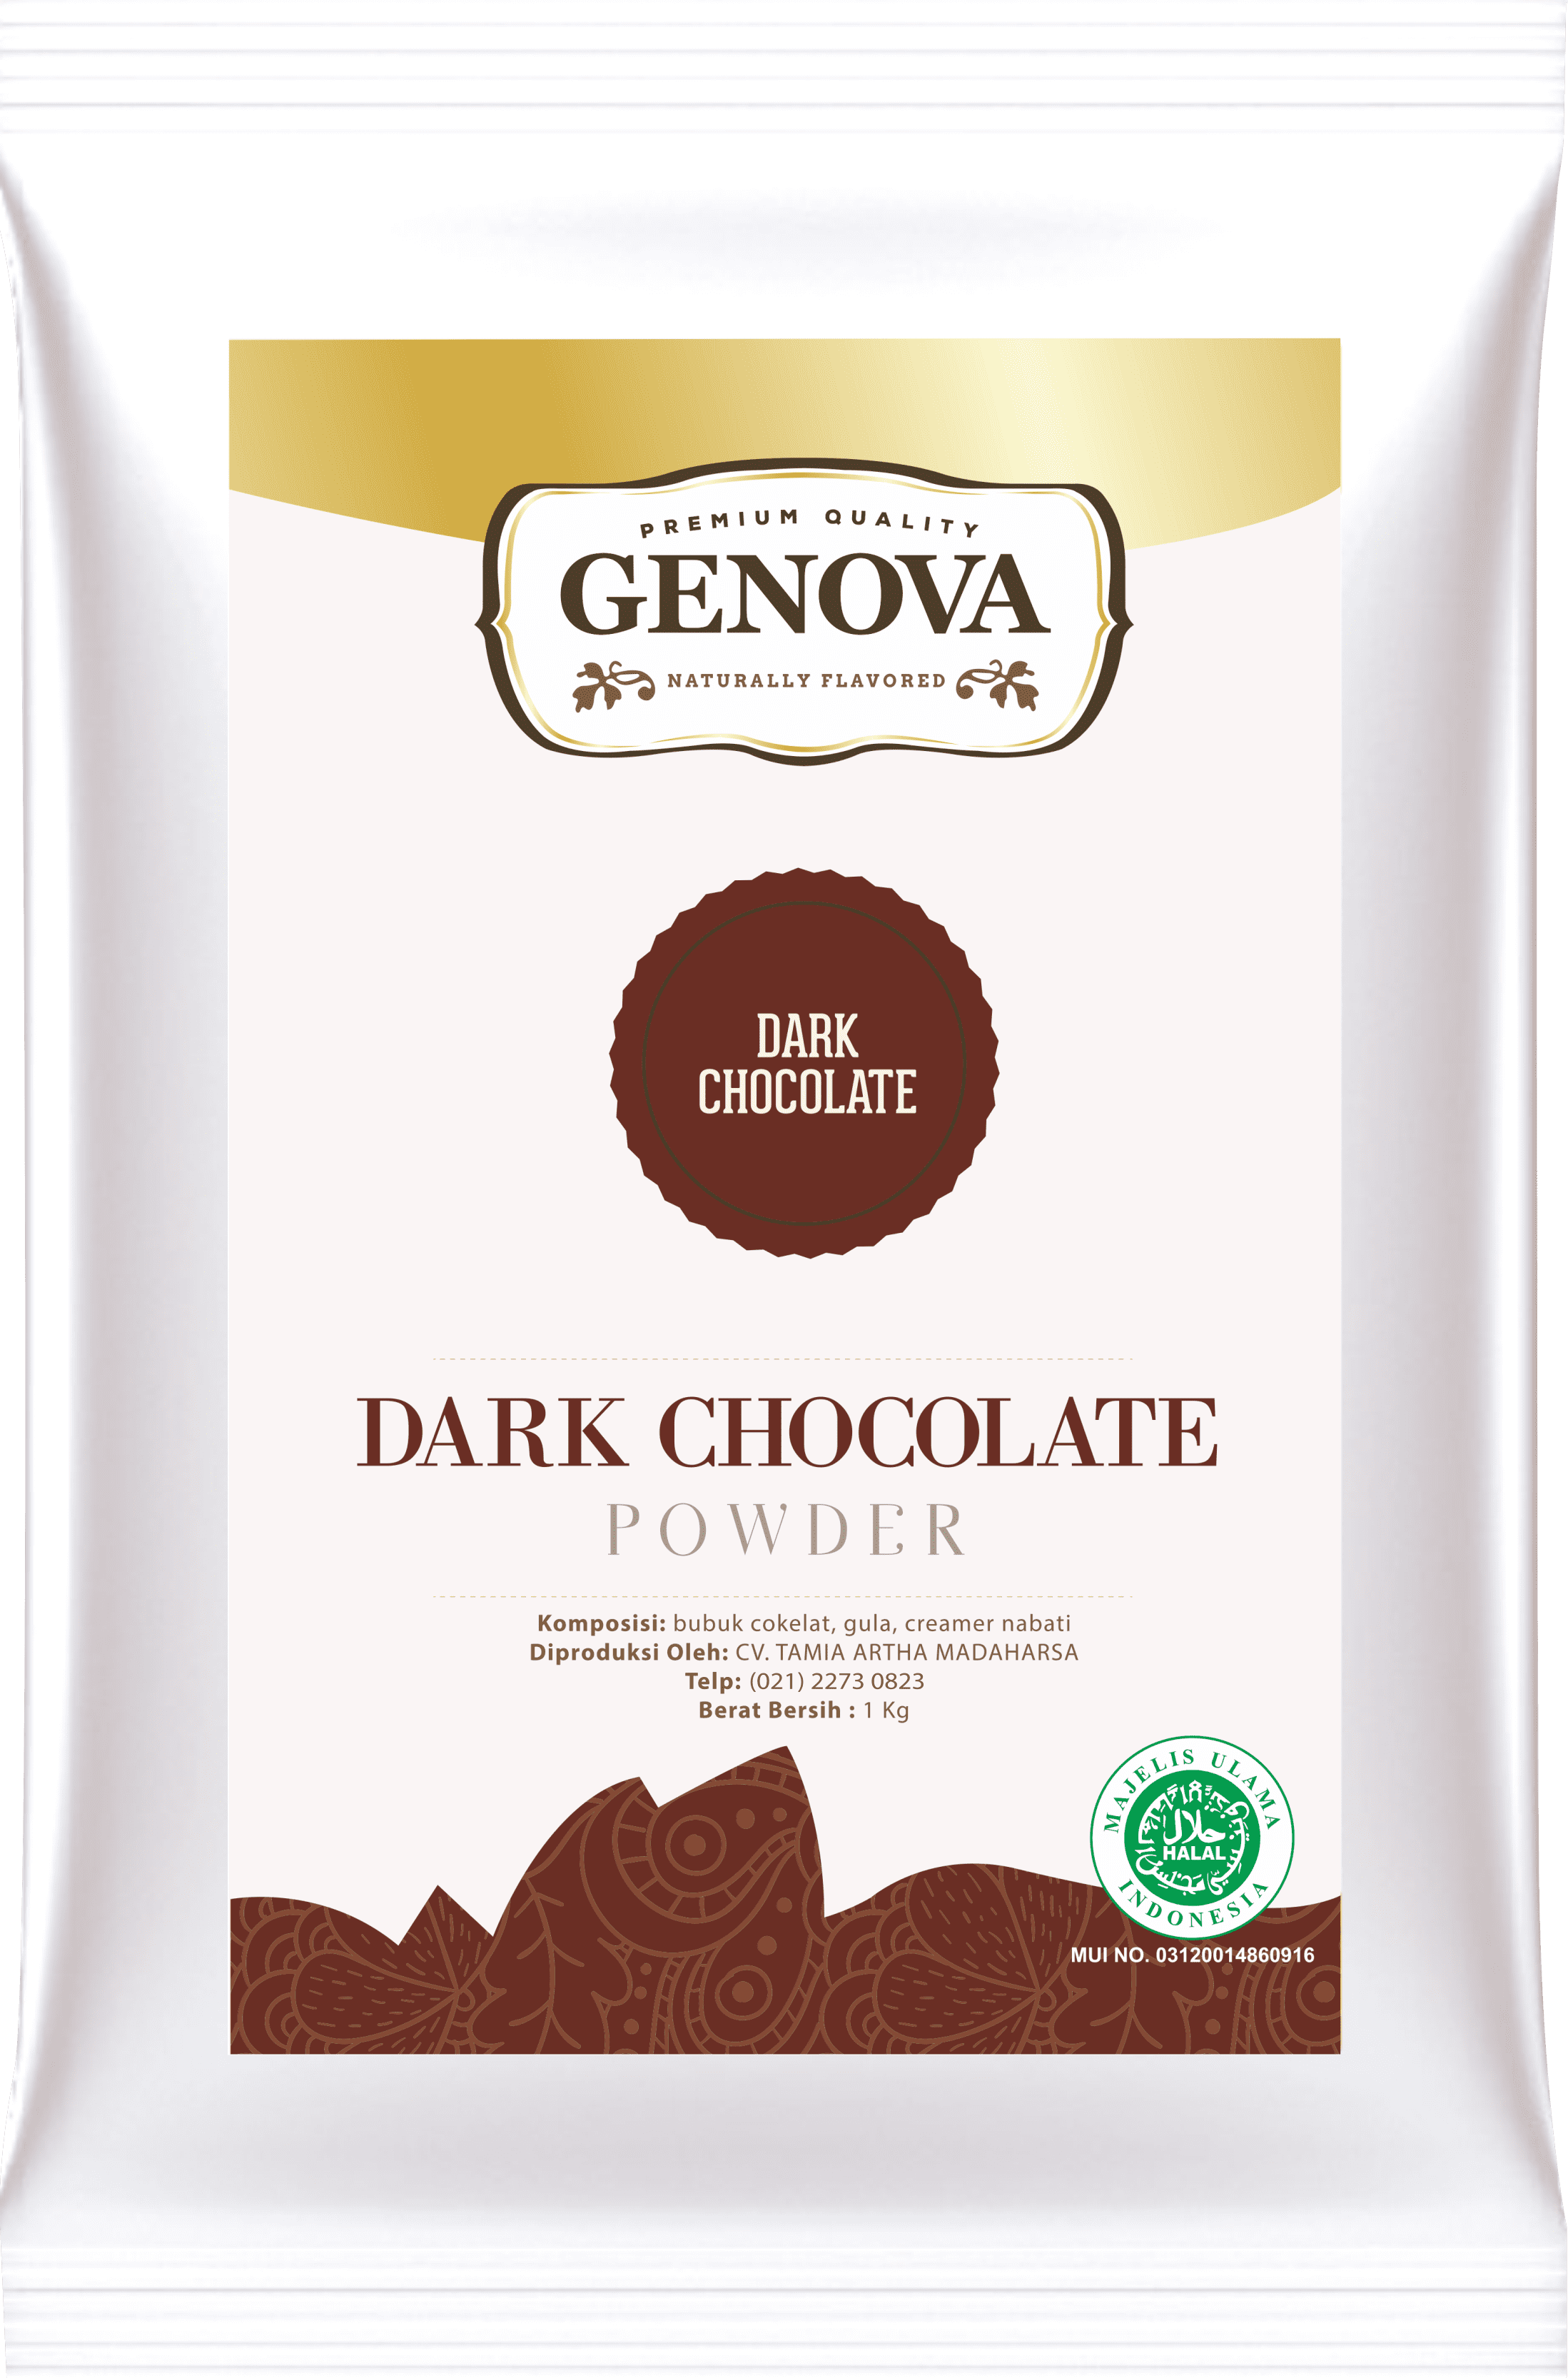 PREMIUM QUALITY
GENOVA
NATURALLY FLAVORED
DARK
CHOCOLATE
DARK CHOCOLATE
POWDER
Komposisi: bubuk cokelat, gula, creamer nabati
Diproduksi Oleh: CV. TAMIA ARTHA MADAHARSA
Telp: (021) 2273 0823
Berat Bersih : 1 Kg
MAJELIS ULAMA
حلال
HALAL
INDONESIA
MUI NO. 03120014860916